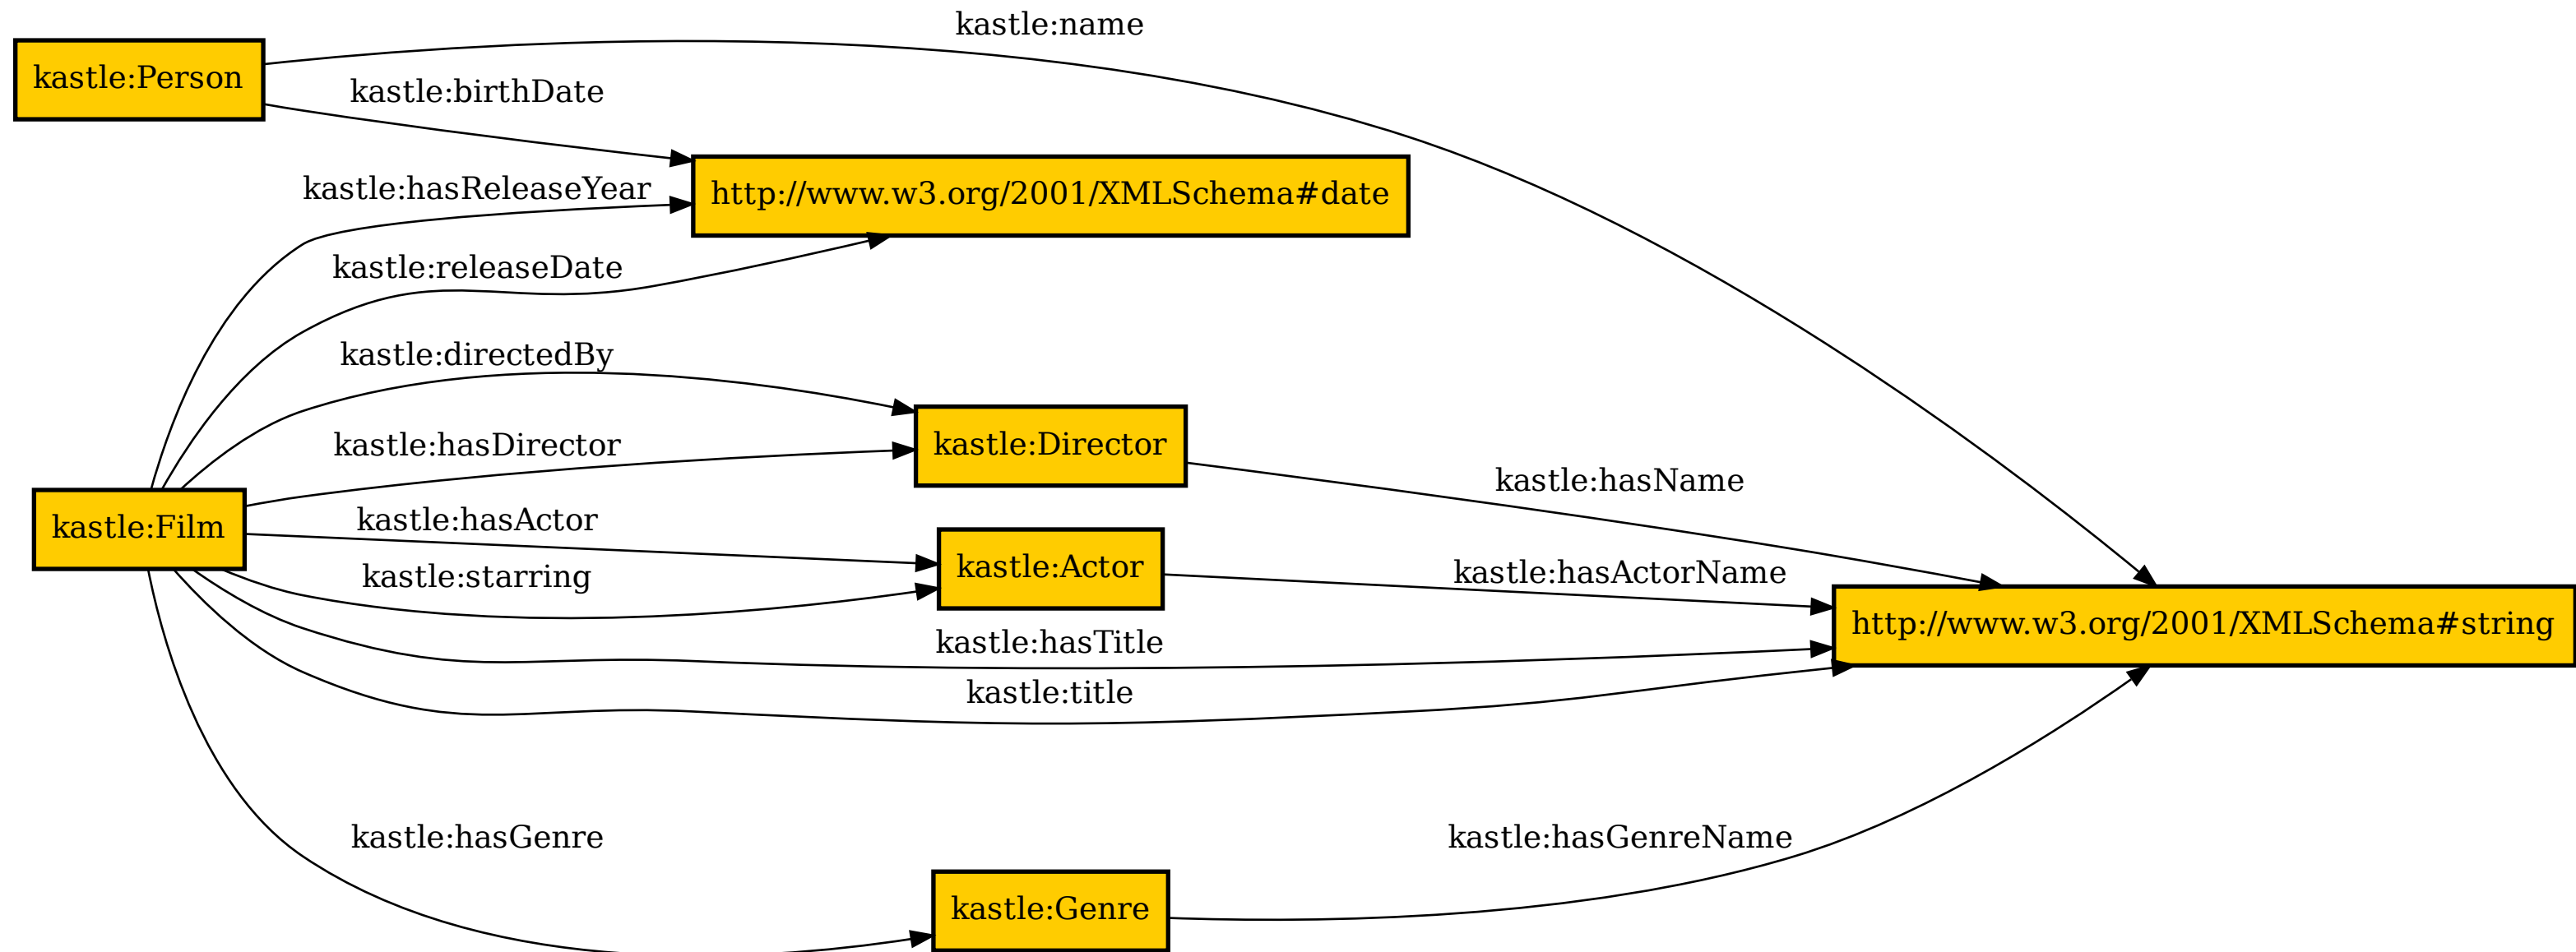 kastle:name
kastle:Person
kastle:birthDate
kastle:hasReleaseYear
http://www.w3.org/2001/XMLSchema#date
kastle:releaseDate
kastle:directedBy
kastle:hasDirector
kastle:Director
kastle:hasName
kastle:Film
kastle:hasActor
kastle:Actor
kastle:starring
kastle:hasActorName
http://www.w3.org/2001/XMLSchema#string
kastle:hasTitle
kastle:title
kastle:hasGenre
kastle:hasGenreName
kastle:Genre